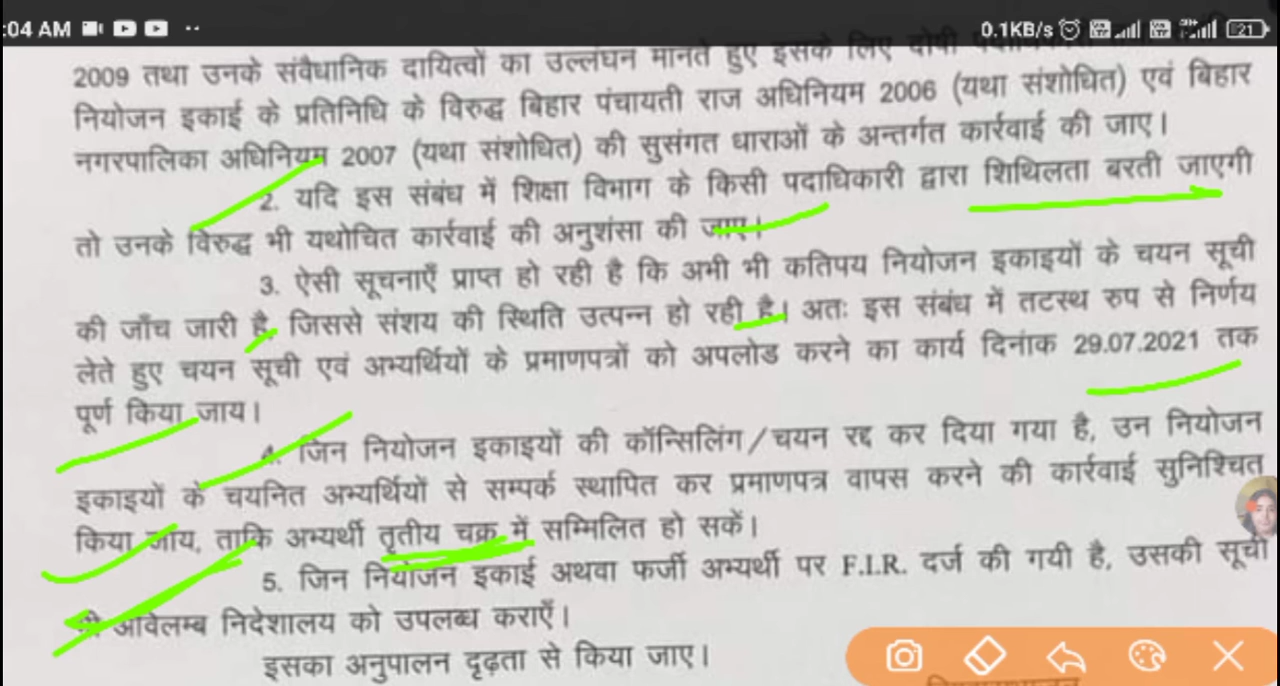 :04 AM
0.1KB/s
21
2009 तथा उनके संवैधानिक दायित्वों का उल्लंघन मानते हुए इसके लिए दोषी
नियोजन इकाई के प्रतिनिधि के विरुद्ध बिहार पंचायती राज अधिनियम 2006 (यथा संशोधित) एवं बिहार
नगरपालिका अधिनियम 2007 (यथा संशोधित) की सुसंगत धाराओं के अन्तर्गत कार्रवाई की जाए।
2. यदि इस संबंध में शिक्षा विभाग के किसी पदाधिकारी द्वारा शिथिलता बरती जाएगी
तो उनके विरुद्ध भी यथोचित कार्रवाई की अनुशंसा की जाए।
3. ऐसी सूचनाएँ प्राप्त हो रही है कि अभी भी कतिपय नियोजन इकाइयों के चयन सूची
की जाँच जारी है, जिससे संशय की स्थिति उत्पन्न हो रही है। अतः इस संबंध में तटस्थ रुप से निर्णय
लेते हुए चयन सूची एवं अभ्यर्थियों के प्रमाणपत्रों को अपलोड करने का कार्य दिनांक 29.07.2021 तक
पूर्ण किया जाय।
4. जिन नियोजन इकाइयों की कॉन्सिलिंग/चयन रद्द कर दिया गया है, उन नियोजन
इकाइयों के चयनित अभ्यर्थियों से सम्पर्क स्थापित कर प्रमाणपत्र वापस करने की कार्रवाई सुनिश्चित
किया जाय, ताकि अभ्यर्थी तृतीय चक्र में सम्मिलित हो सकें।
5. जिन नियोजन इकाई अथवा फर्जी अभ्यर्थी पर F.I.R. दर्ज की गयी है, उसकी सूची
भी अविलम्ब निदेशालय को उपलब्ध कराएँ।
इसका अनुपालन दृढ़ता से किया जाए।